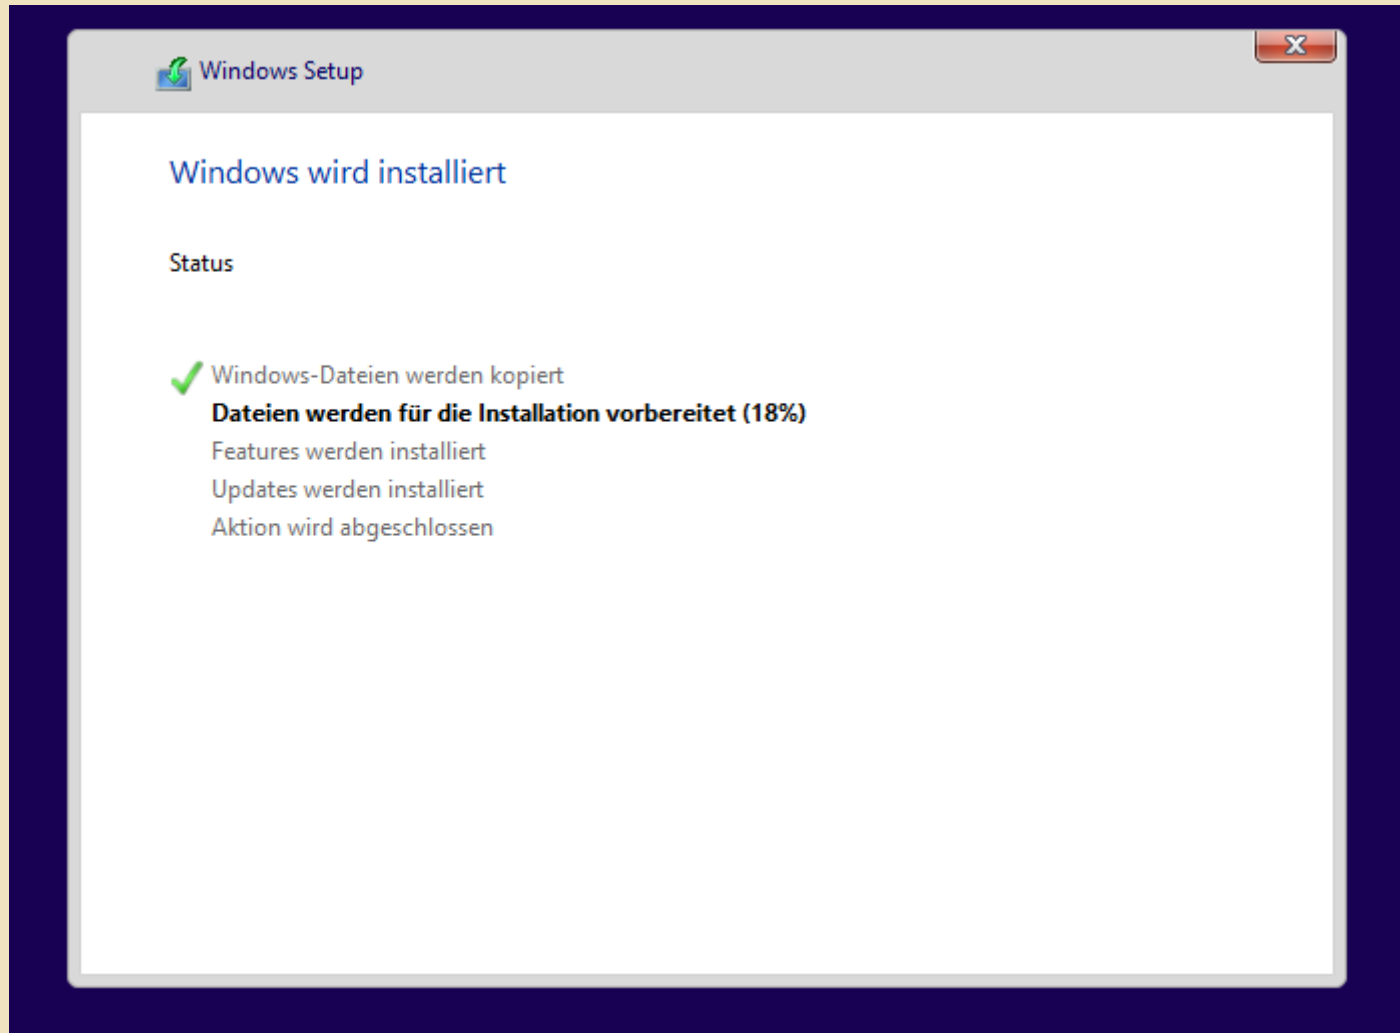 Windows Setup
Windows wird installiert
Status
Windows-Dateien werden kopiert
Dateien werden für die Installation vorbereitet (18%)
Features werden installiert
Updates werden installiert
Aktion wird abgeschlossen